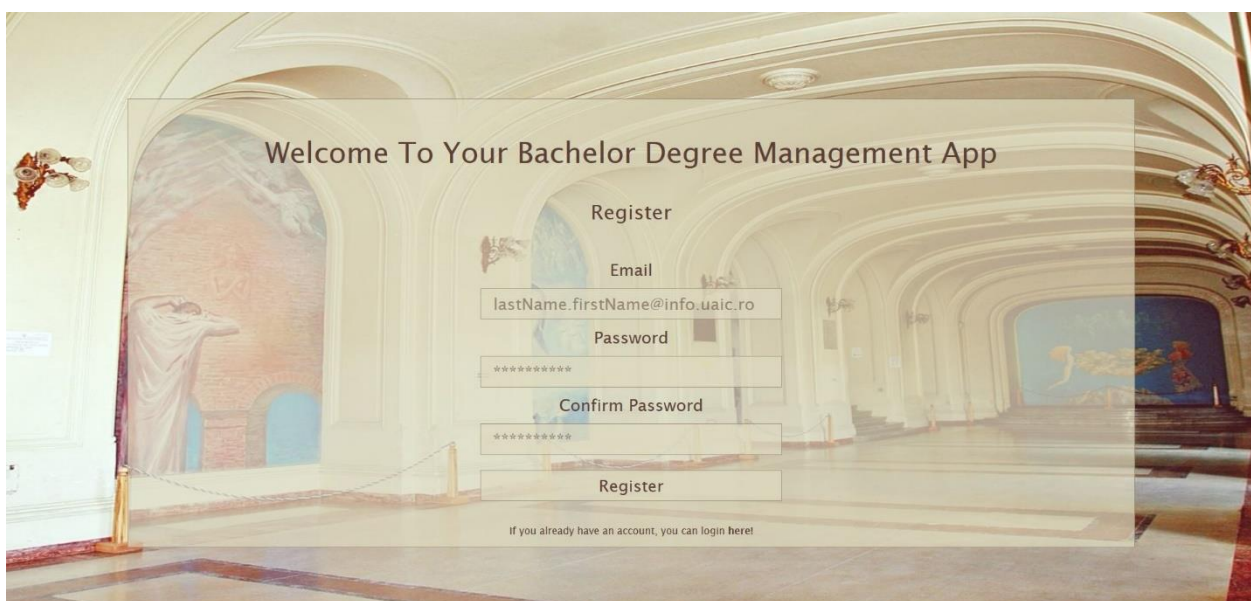 Welcome To Your Bachelor Degree Management App
Register
Email
lastName.firstName@info.uaic.ro
Password
**********
Confirm Password
**********
Register
If you already have an account, you can login here!